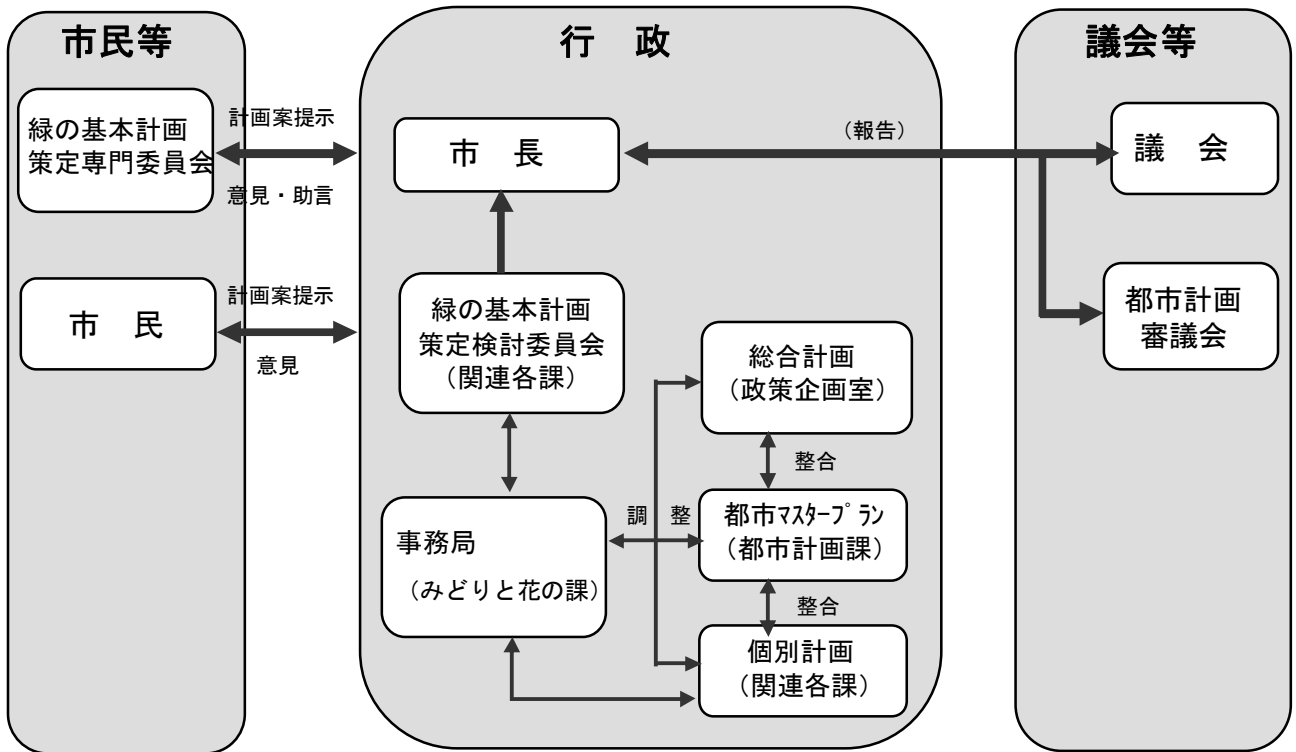 市民等
緑の基本計画
策定専門委員会
計画案提示
意見・助言
市　民
計画案提示
意見
行　政
市　長
緑の基本計画
策定検討委員会
（関連各課）
事務局
（みどりと花の課）
調　整
総合計画
（政策企画室）
整合
都市ﾏｽﾀｰﾌﾟﾗﾝ
（都市計画課）
整合
個別計画
（関連各課）
（報告）
議会等
議　会
都市計画
審議会